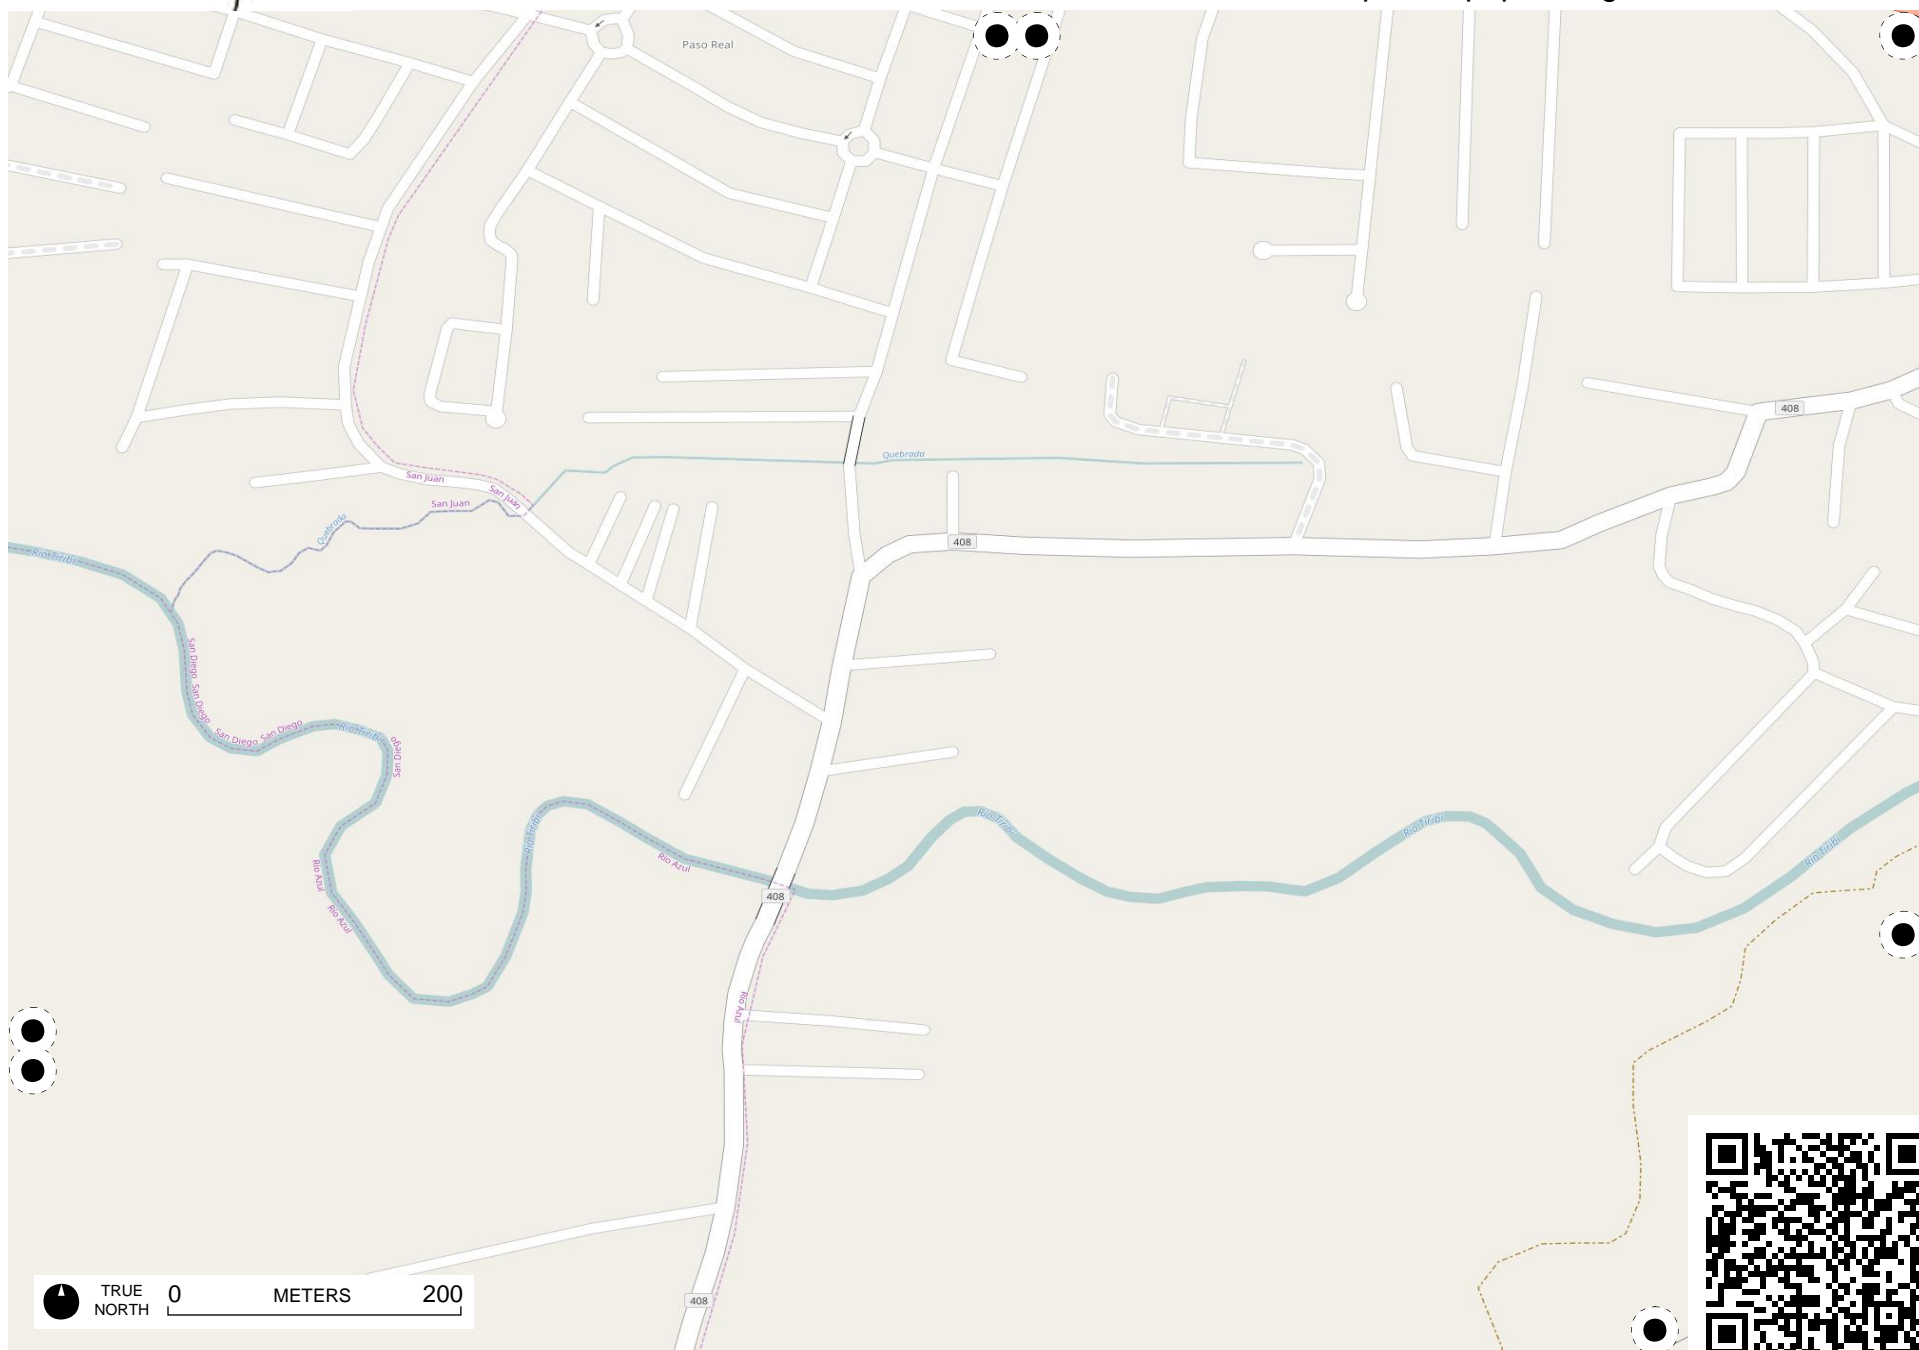 Paso Real
408
Quebrada
San Juan
San Juan
San Juan
Quebrada
408
Río Tiribí
San Diego
San Diego
San Diego
San Diego
Río Tiribí
San Diego
Río Tiribí
Río Tiribí
Río Tiribí
Río Tiribí
Río Azul
Río Azul
Río Azul
408
Río Azul
TRUE
NORTH
0 METERS 200
408